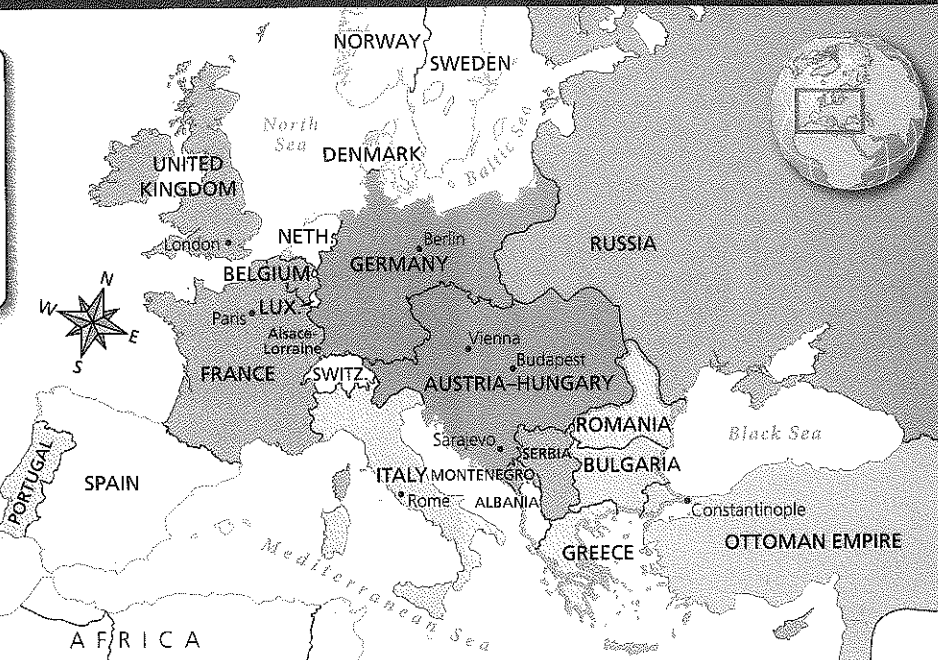 NORWAY
SWEDEN
North
Sea
Baltic Sea
DENMARK
UNITED
KINGDOM
London
NETH.
Berlin
GERMANY
RUSSIA
BELGIUM
LUX.
Paris
Alsace-
Lorraine
N
W
E
S
Vienna
Budapest
FRANCE
SWITZ.
AUSTRIA–HUNGARY
ROMANIA
Black Sea
Sarajevo
SERBIA
BULGARIA
PORTUGAL
SPAIN
ITALY
MONTENEGRO
Rome
ALBANIA
Constantinople
OTTOMAN EMPIRE
GREECE
Mediterranean Sea
AFRICA